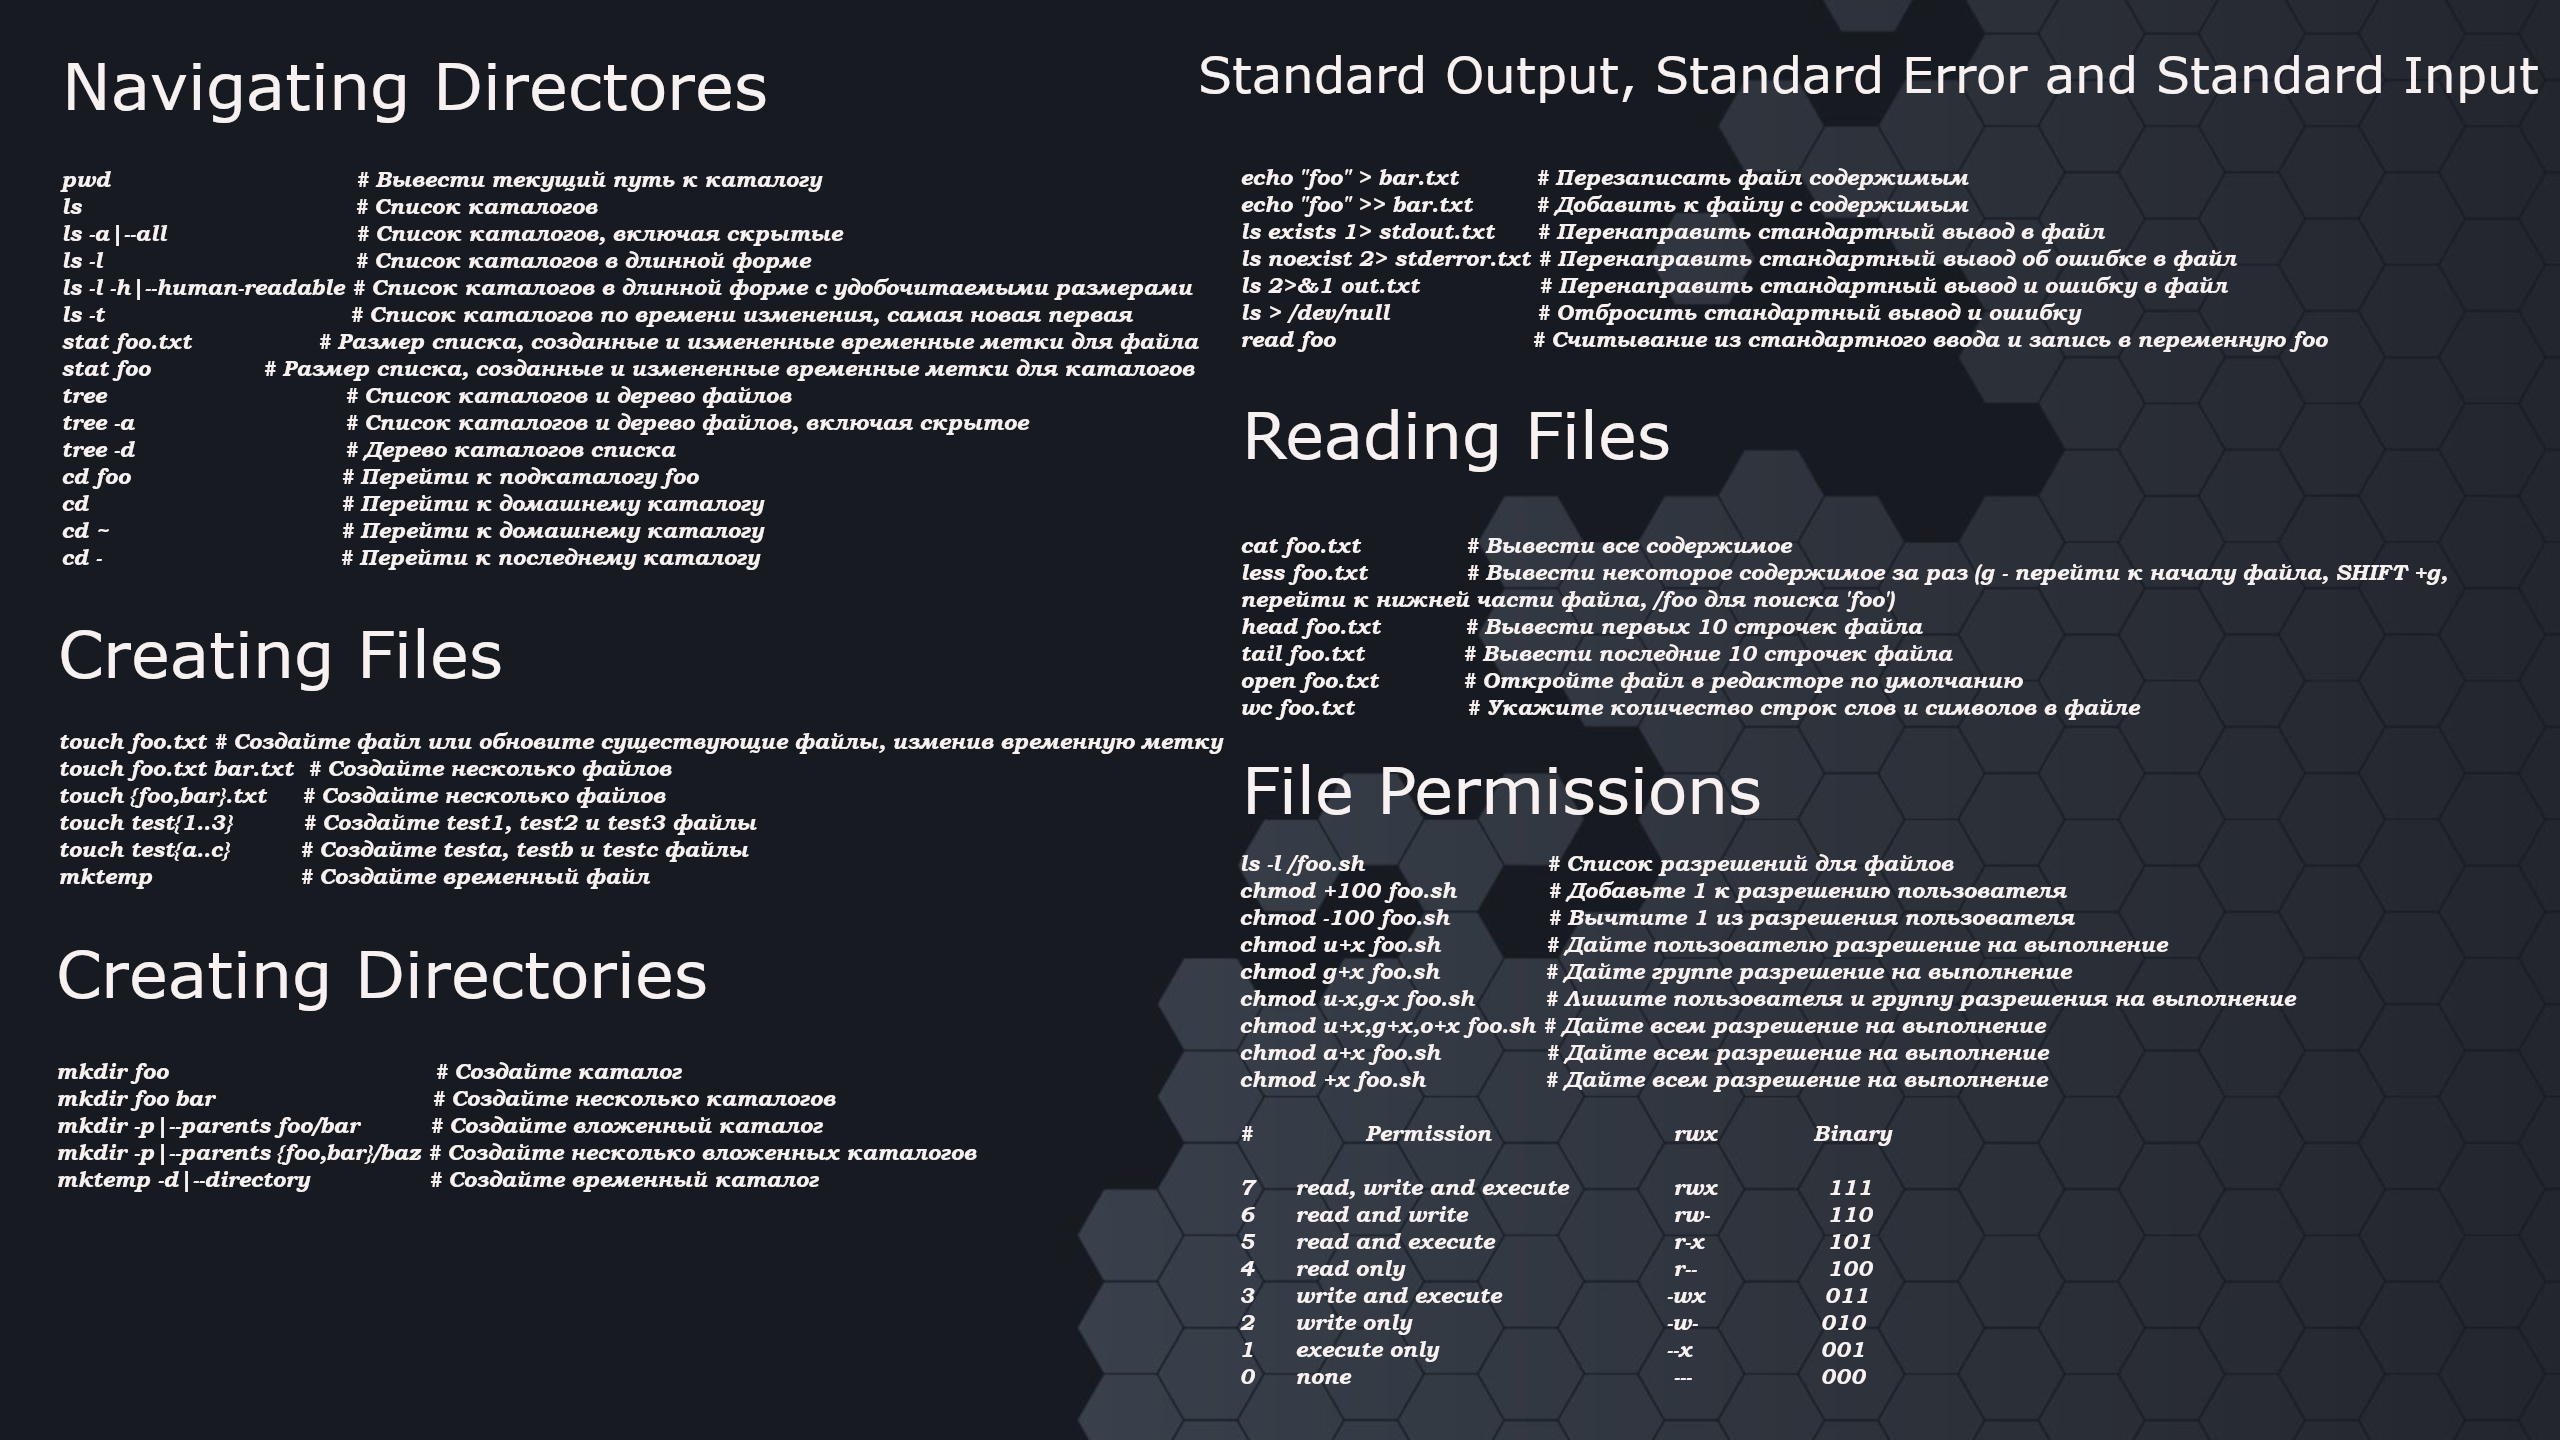 Navigating Directores
pwd # Вывести текущий путь к каталогу
ls # Список каталогов
ls -a|--all # Список каталогов, включая скрытые
ls -l # Список каталогов в длинной форме
ls -l -h|--human-readable # Список каталогов в длинной форме с удобочитаемыми размерами
ls -t # Список каталогов по времени изменения, самая новая первая
stat foo.txt # Размер списка, созданные и измененные временные метки для файла
stat foo # Размер списка, созданные и измененные временные метки для каталогов
tree # Список каталогов и дерево файлов
tree -a # Список каталогов и дерево файлов, включая скрытое
tree -d # Дерево каталогов списка
cd foo # Перейти к подкаталогу foo
cd # Перейти к домашнему каталогу
cd ~ # Перейти к домашнему каталогу
cd - # Перейти к последнему каталогу
Creating Files
touch foo.txt # Создайте файл или обновите существующие файлы, изменив временную метку
touch foo.txt bar.txt # Создайте несколько файлов
touch {foo,bar}.txt # Создайте несколько файлов
touch test{1..3} # Создайте test1, test2 и test3 файлы
touch test{a..c} # Создайте testa, testb и testc файлы
mktemp # Создайте временный файл
Creating Directories
mkdir foo # Создайте каталог
mkdir foo bar # Создайте несколько каталогов
mkdir -p|--parents foo/bar # Создайте вложенный каталог
mkdir -p|--parents {foo,bar}/baz # Создайте несколько вложенных каталогов
mktemp -d|--directory # Создайте временный каталог
Standard Output, Standard Error and Standard Input
echo "foo" > bar.txt # Перезаписать файл содержимым
echo "foo" >> bar.txt # Добавить к файлу с содержимым
ls exists 1> stdout.txt # Перенаправить стандартный вывод в файл
ls noexist 2> stderror.txt # Перенаправить стандартный вывод об ошибке в файл
ls 2>&1 out.txt # Перенаправить стандартный вывод и ошибку в файл
ls > /dev/null # Отбросить стандартный вывод и ошибку
read foo # Считывание из стандартного ввода и запись в переменную foo
Reading Files
cat foo.txt # Вывести все содержимое
less foo.txt # Вывести некоторое содержимое за раз (g - перейти к началу файла, SHIFT +g,
перейти к нижней части файла, /foo для поиска 'foo')
head foo.txt # Вывести первых 10 строчек файла
tail foo.txt # Вывести последние 10 строчек файла
open foo.txt # Откройте файл в редакторе по умолчанию
wc foo.txt # Укажите количество строк слов и символов в файле
File Permissions
ls -l /foo.sh # Список разрешений для файлов
chmod +100 foo.sh # Добавьте 1 к разрешению пользователя
chmod -100 foo.sh # Вычтите 1 из разрешения пользователя
chmod u+x foo.sh # Дайте пользователю разрешение на выполнение
chmod g+x foo.sh # Дайте группе разрешение на выполнение
chmod u-x,g-x foo.sh # Лишите пользователя и группу разрешения на выполнение
chmod u+x,g+x,o+x foo.sh # Дайте всем разрешение на выполнение
chmod a+x foo.sh # Дайте всем разрешение на выполнение
chmod +x foo.sh # Дайте всем разрешение на выполнение
# Permission rwx Binary
7 read, write and execute rwx 111
6 read and write rw- 110
5 read and execute r-x 101
4 read only r-- 100
3 write and execute -wx 011
2 write only -w- 010
1 execute only --x 001
0 none --- 000